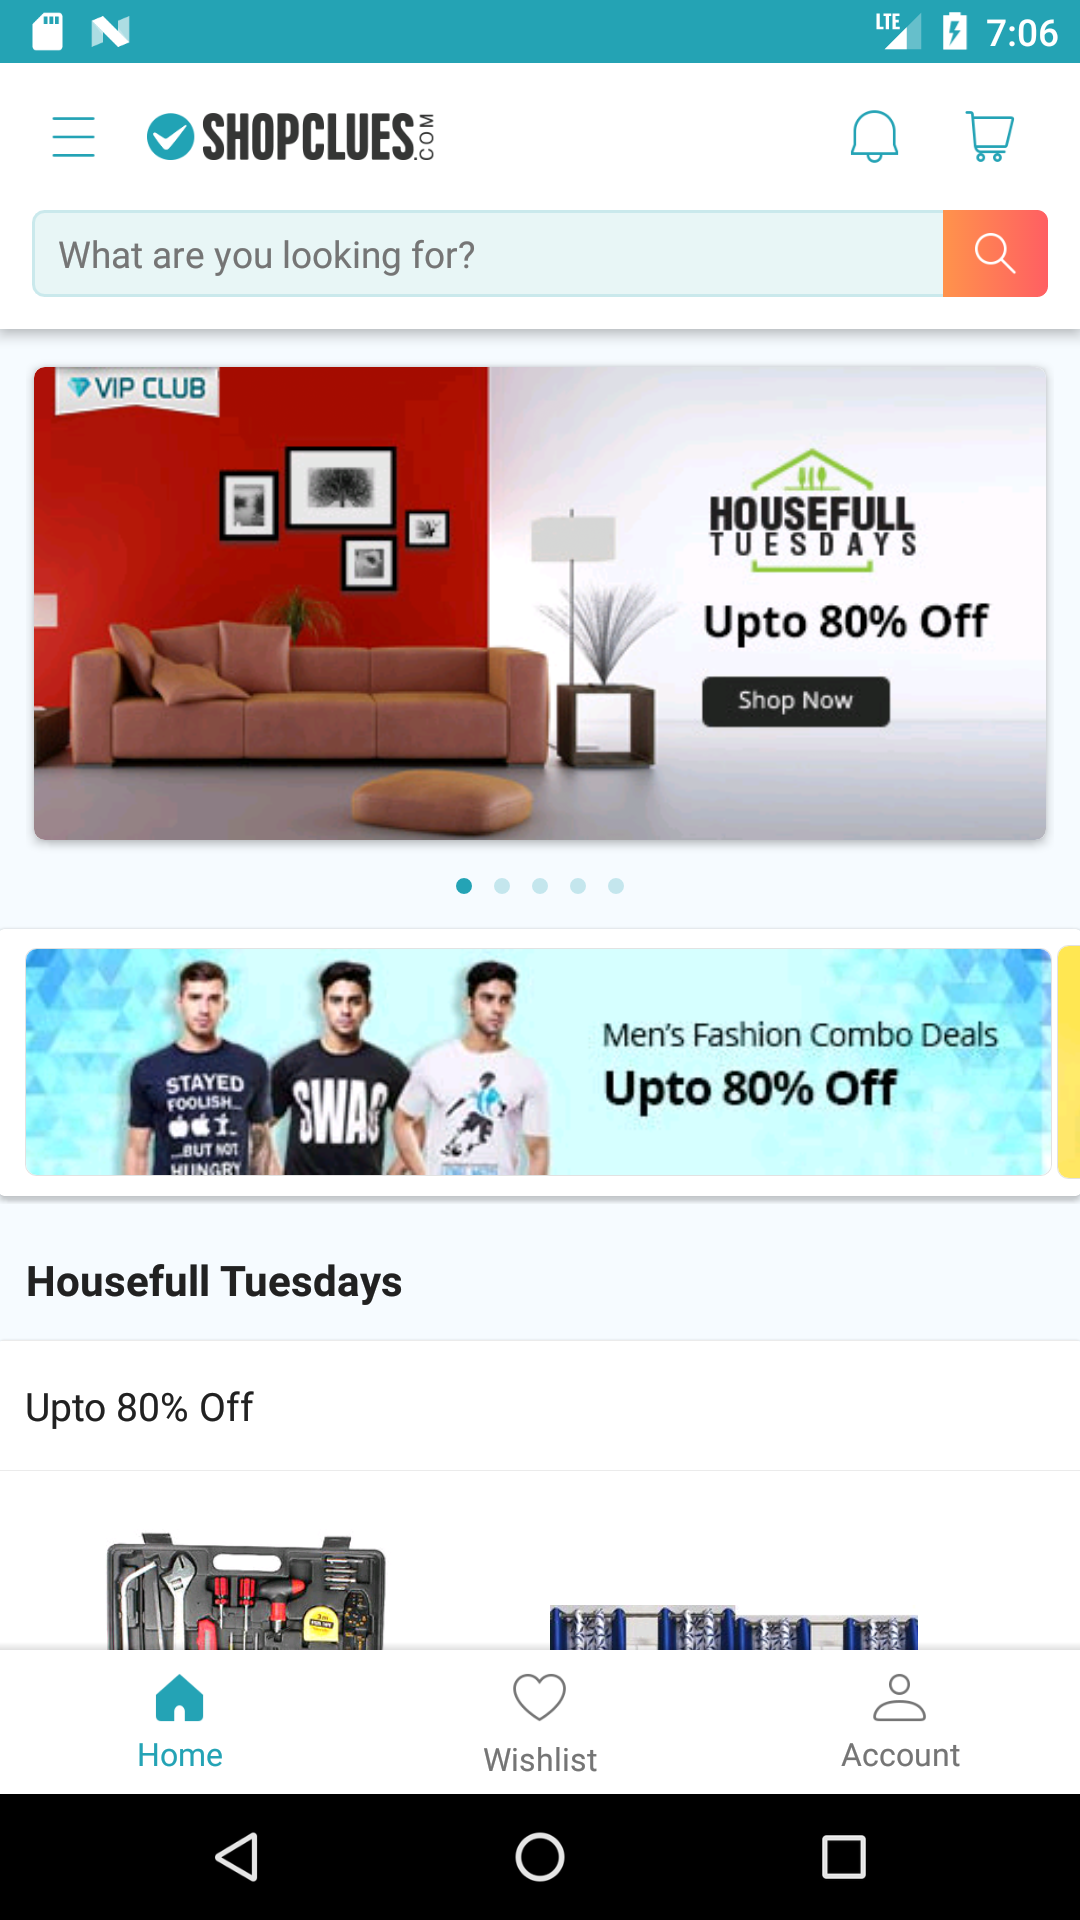 LTE 7:06
SHOPCLUES.COM
What are you looking for?
VIP CLUB
HOUSEFULL
TUESDAYS
Upto 80% Off
Shop Now
Men's Fashion Combo Deals
Upto 80% Off
STAYED
FOOLISH...
...BUT NOT
HUNGRY
SWAG
Housefull Tuesdays
Upto 80% Off
Home
Wishlist
Account